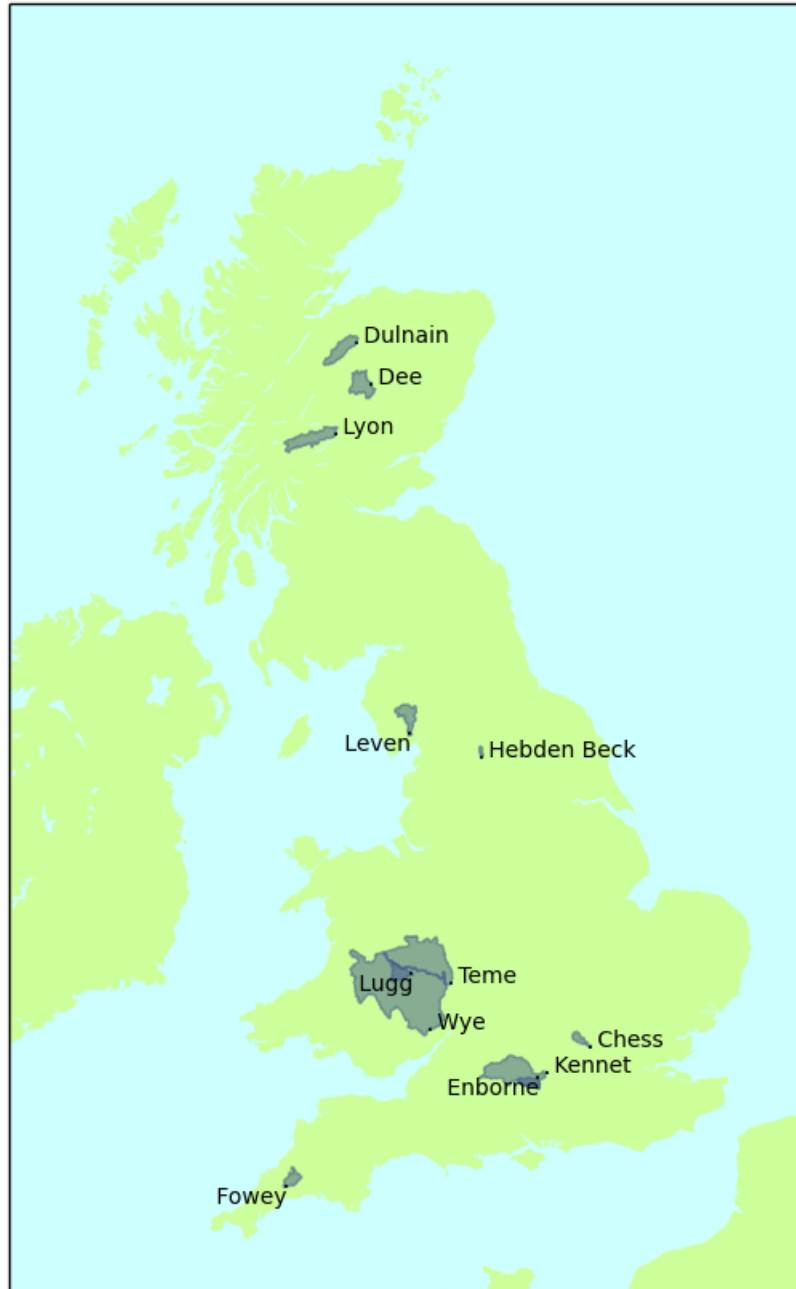 Dulnain
Dee
Lyon
Leven
Hebden Beck
Teme
Lugg
Wye
Chess
Kennet
Enborne
Fowey